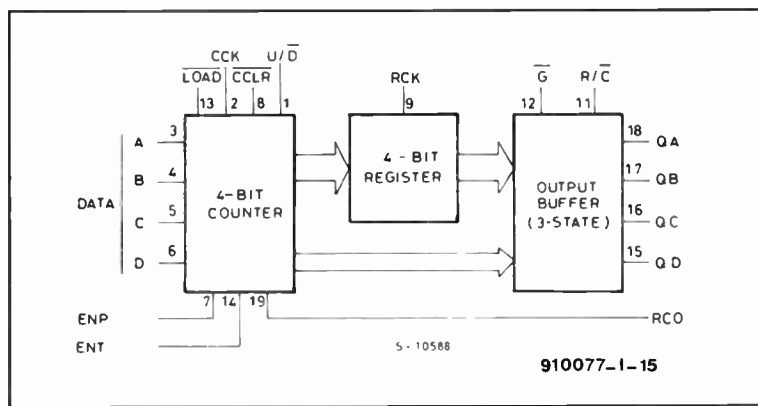 CCK U/D̅
L̅O̅A̅D̅ C̅C̅L̅R̅ RCK G̅ R/C̅
13 2 8 1 9 12 11
A 3
B 4
C 5
D 6
DATA
4-BIT
COUNTER
4-BIT
REGISTER
OUTPUT
BUFFER
(3-STATE)
18 QA
17 QB
16 QC
15 QD
7 14 19
ENP
ENT
RCO
S-10588
910077-I-15